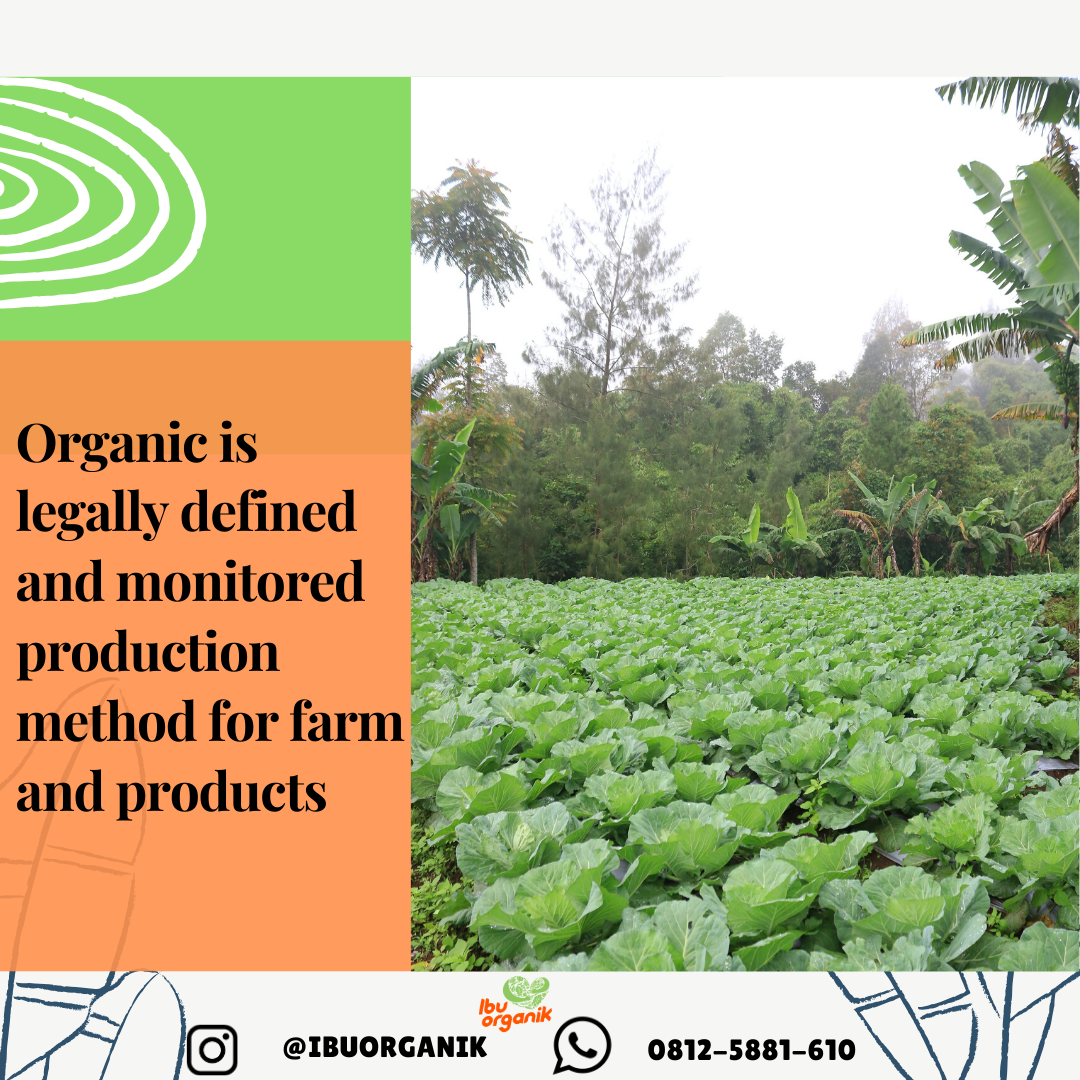 Organic is
legally defined
and monitored
production
method for farm
and products
Ibu
organik
@IBUORGANIK
0812-5881-610